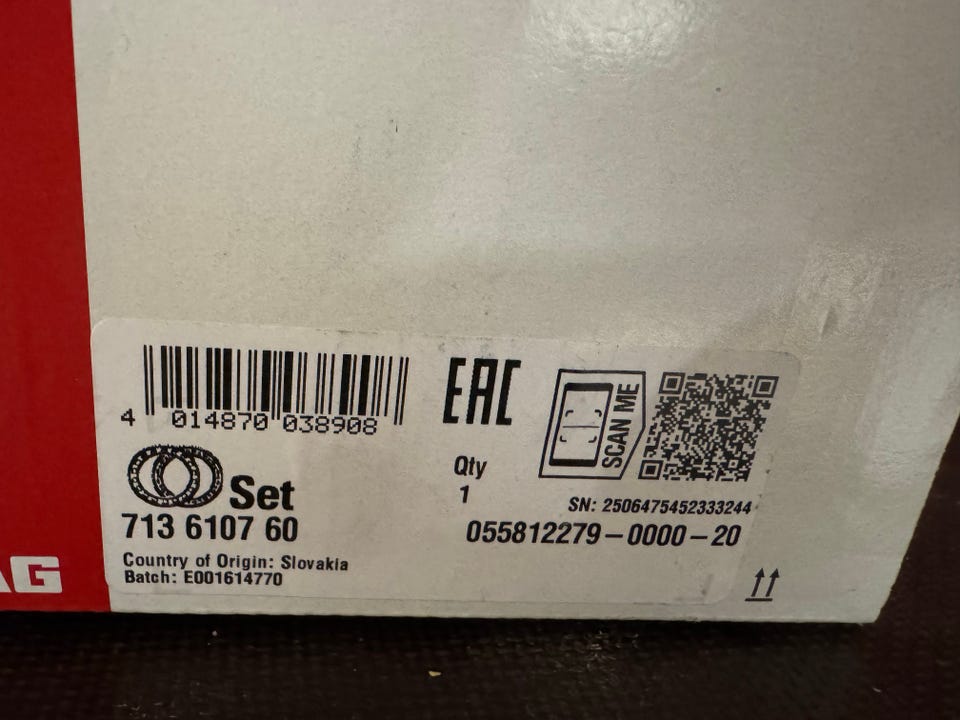 AG
4 014870 038908
EAC
SCAN ME
Set
Qty
1
SN: 2506475452333244
713 6107 60
055812279-0000-20
Country of Origin: Slovakia
Batch: E001614770